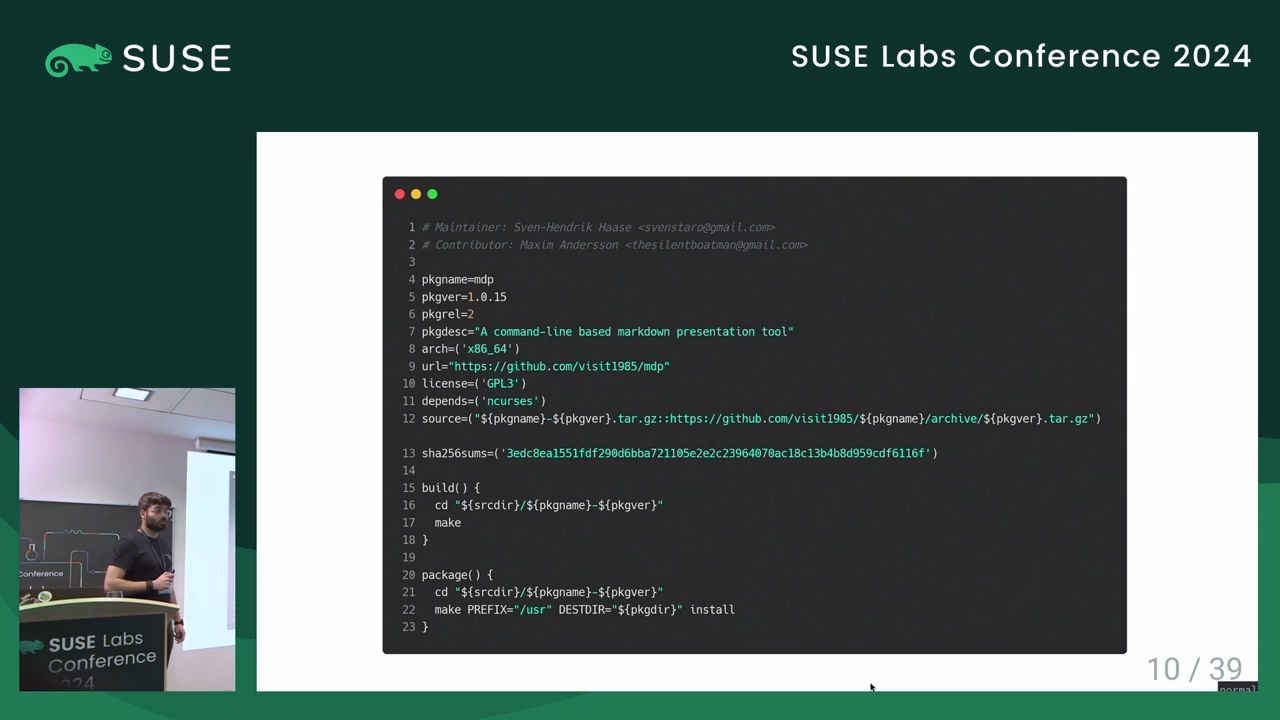 SUSE
SUSE Labs Conference 2024
1 # Maintainer: Sven-Hendrik Haase <svenstaro@gmail.com>
2 # Contributor: Maxim Andersson <thesilentboatman@gmail.com>
3
4 pkgname=mdp
5 pkgver=1.0.15
6 pkgrel=2
7 pkgdesc="A command-line based markdown presentation tool"
8 arch=('x86_64')
9 url="https://github.com/visit1985/mdp"
10 license=('GPL3')
11 depends=('ncurses')
12 source=("${pkgname}-${pkgver}.tar.gz::https://github.com/visit1985/${pkgname}/archive/${pkgver}.tar.gz")
13 sha256sums=('3edc8ea1551fdf290d6bba721105e2e2c23964070ac18c13b4b8d959cdf6116f')
14
15 build() {
16   cd "${srcdir}/${pkgname}-${pkgver}"
17   make
18 }
19
20 package() {
21   cd "${srcdir}/${pkgname}-${pkgver}"
22   make PREFIX="/usr" DESTDIR="${pkgdir}" install
23 }
10 / 39
normal
Conference
SUSE Labs
Conference
2024